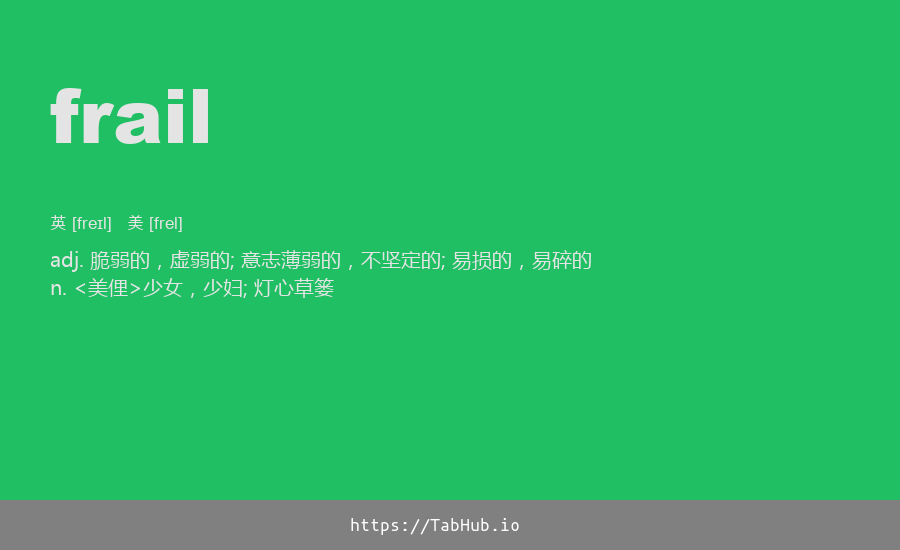 frail
英 [freɪl] 美 [frel]
adj. 脆弱的，虚弱的; 意志薄弱的，不坚定的; 易损的，易碎的
n. <美俚>少女，少妇; 灯心草篓
https://TabHub.io